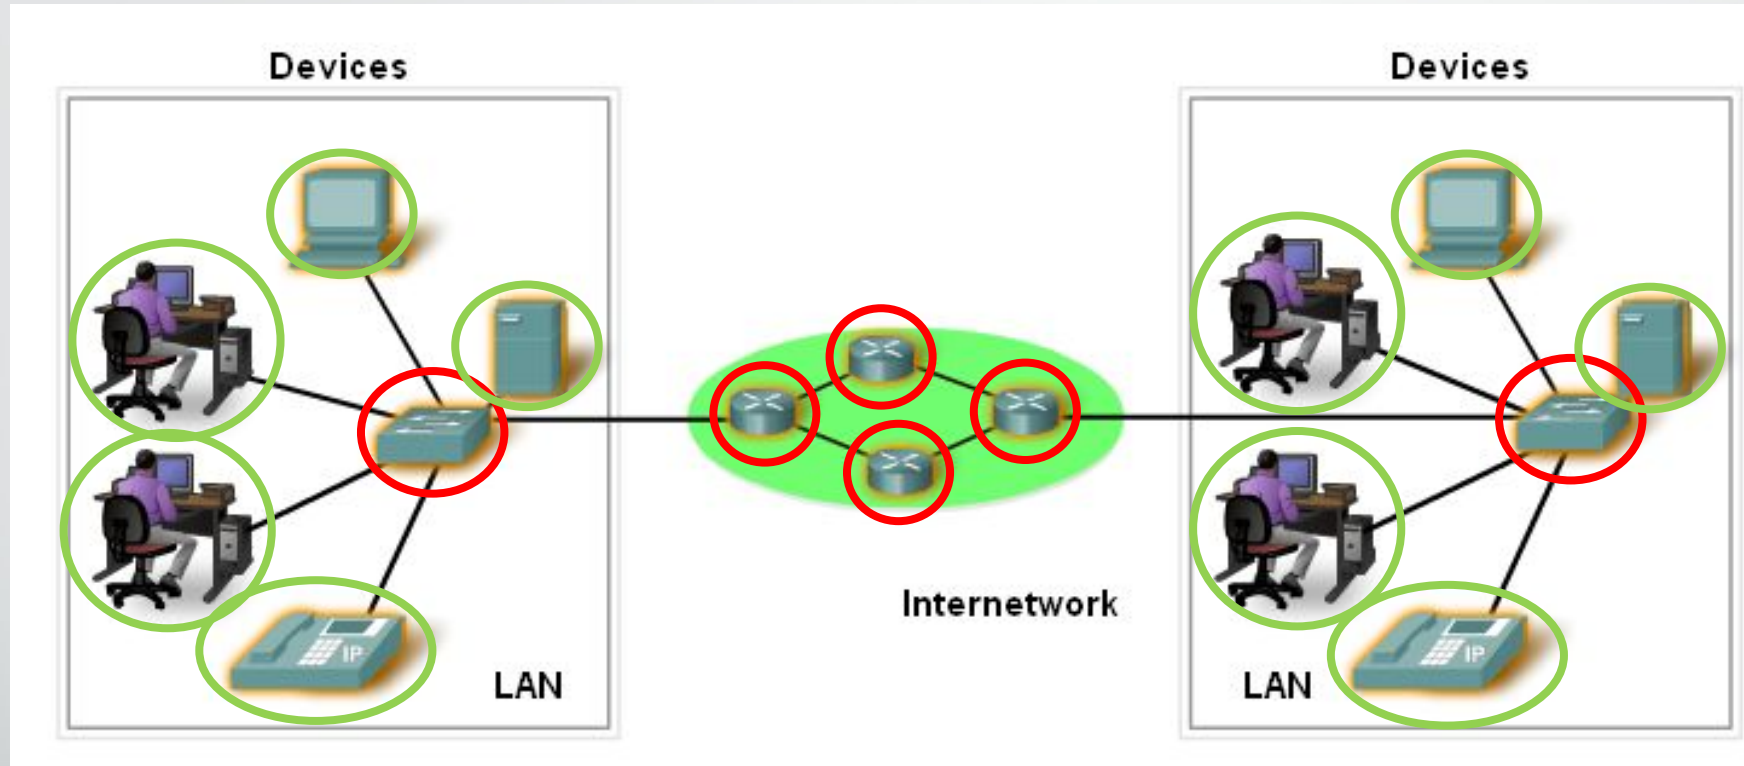 Devices
Devices
IP
LAN
Internetwork
IP
LAN